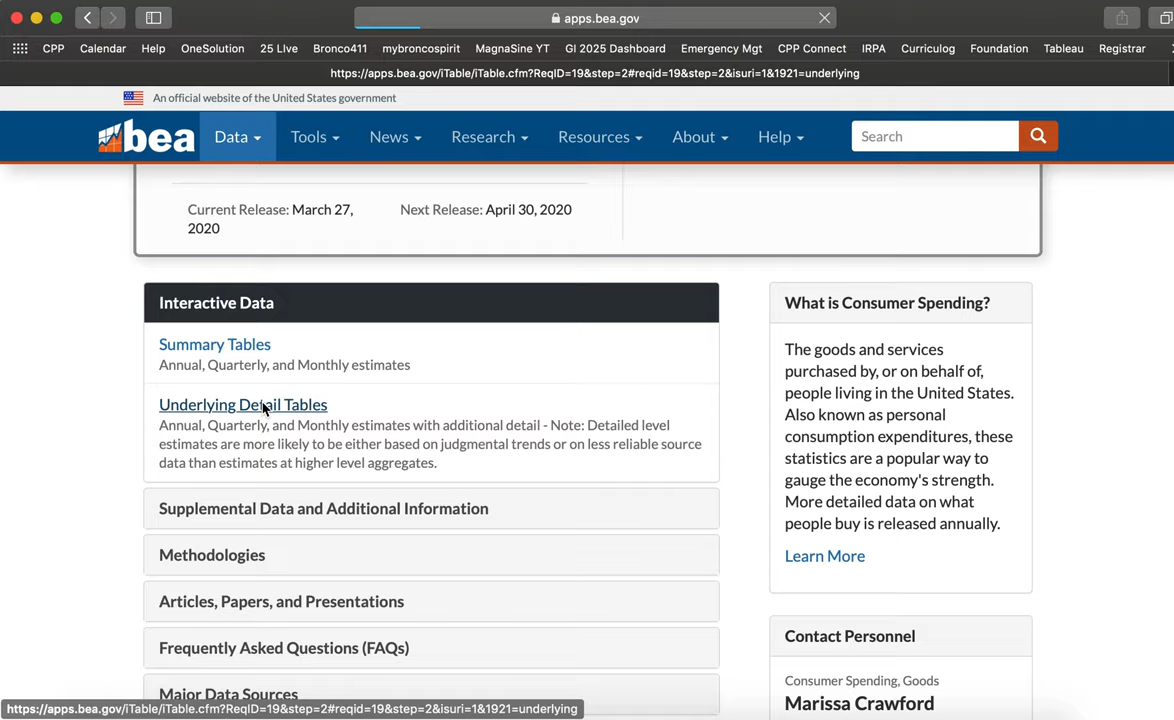 apps.bea.gov
CPP Calendar Help OneSolution 25 LIve Bronco411 mybroncospirit MagnaSine YT GI 2025 Dashboard Emergency Mgt CPP Connect IRPA Curriculog Foundation Tableau Registrar
https://apps.bea.gov/iTable/iTable.cfm?ReqID=19&step=2#reqid=19&step=2&isuri=1&1921=underlying
An official website of the United States government
bea Data Tools News Research Resources About Help Search
Current Release: March 27, 2020
Next Release: April 30, 2020
Interactive Data
Summary Tables
Annual, Quarterly, and Monthly estimates
Underlying Detail Tables
Annual, Quarterly, and Monthly estimates with additional detail - Note: Detailed level
estimates are more likely to be either based on judgmental trends or on less reliable source
data than estimates at higher level aggregates.
Supplemental Data and Additional Information
Methodologies
Articles, Papers, and Presentations
Frequently Asked Questions (FAQs)
Major Data Sources
What is Consumer Spending?
The goods and services
purchased by, or on behalf of,
people living in the United States.
Also known as personal
consumption expenditures, these
statistics are a popular way to
gauge the economy's strength.
More detailed data on what
people buy is released annually.
Learn More
Contact Personnel
Consumer Spending, Goods
Marissa Crawford
https://apps.bea.gov/iTable/iTable.cfm?ReqID=19&step=2#reqid=19&step=2&isuri=1&1921=underlying